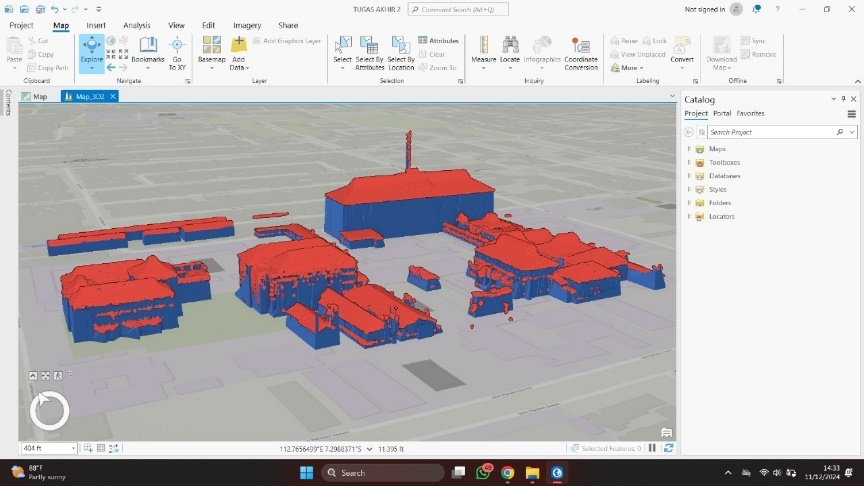 TUGAS AKHIR 2
Command Search (Alt+Q)
Not signed in
Project Map Insert Analysis View Edit Imagery Share
Paste
Cut
Copy
Copy Path
Clipboard
Explore
Bookmarks
Go To XY
Navigate
Basemap
Add Data
Add Graphics Layer
Layer
Select
Select By Attributes
Select By Location
Attributes
Clear
Zoom To
Selection
Measure
Locate
Infographics
Coordinate Conversion
Inquiry
Pause
Lock
View Unplaced
More
Convert
Labeling
Download Map
Sync
Remove
Offline
Contents
Map
Map_3D2
Catalog
Project Portal Favorites
Search Project
Maps
Toolboxes
Databases
Styles
Folders
Locators
404 ft
112.7656499°E 7.2988371°S
11.395 ft
Selected Features: 0
88°F
Partly sunny
Search
14:33
11/12/2024